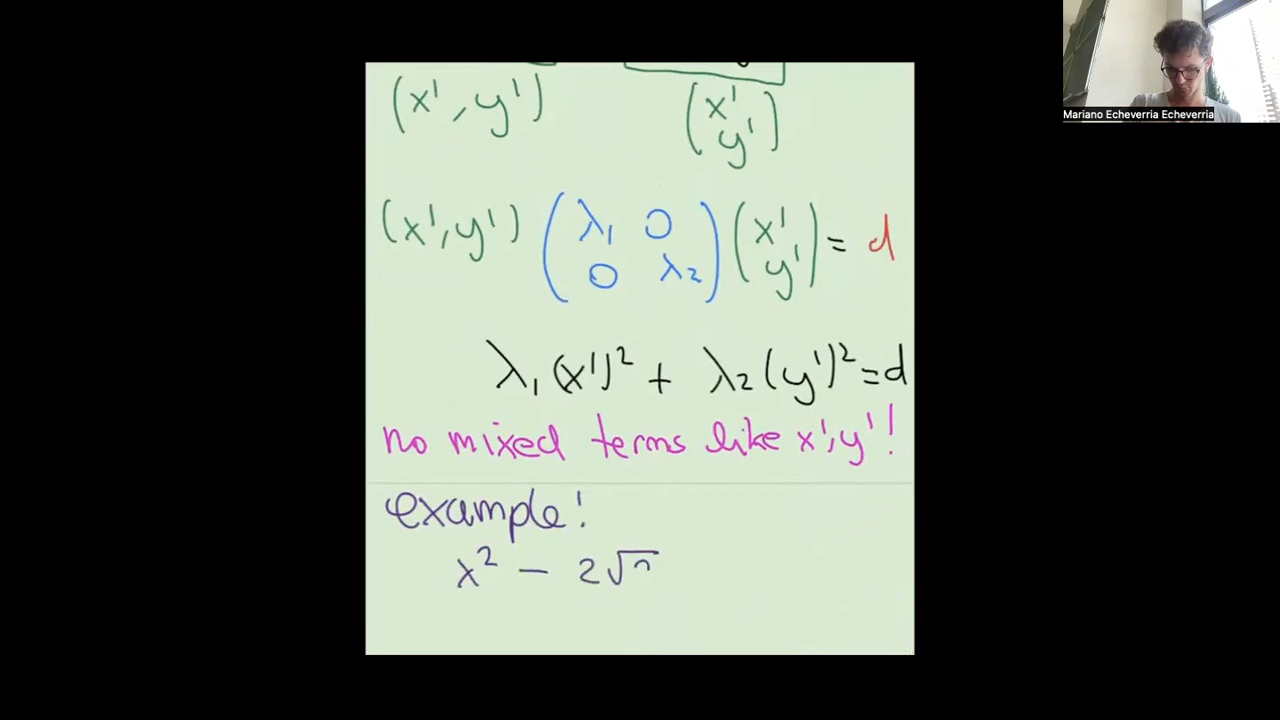 (x', y')
(x' y')
Mariano Echeverria Echeverria
(x', y') (λ₁ 0 0 λ₂) (x' y') = d
λ₁(x')² + λ₂(y')² = d
no mixed terms like x', y'!
example!
x² - 2√